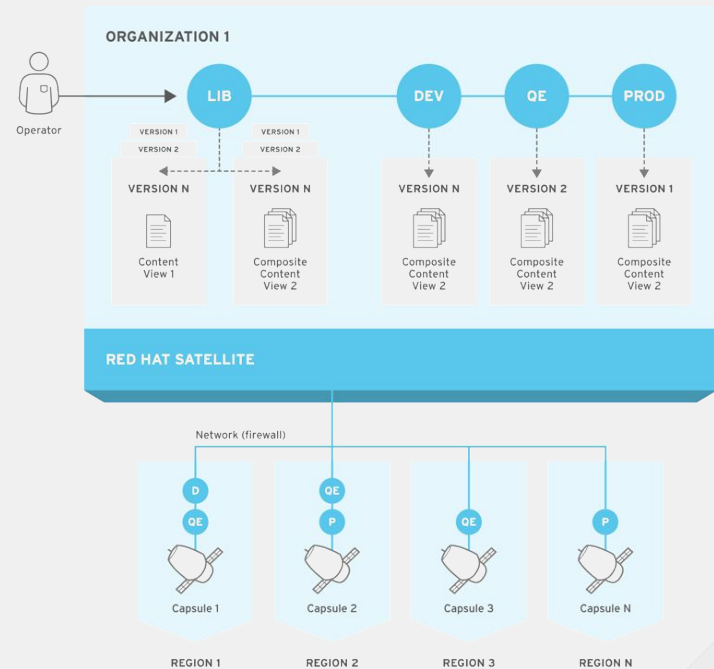 ORGANIZATION 1
Operator
LIB
DEV
QE
PROD
VERSION 1
VERSION 2
VERSION N
Content
View 1
VERSION 1
VERSION 2
VERSION N
Composite
Content
View 2
VERSION N
Composite
Content
View 2
VERSION 2
Composite
Content
View 2
VERSION 1
Composite
Content
View 2
RED HAT SATELLITE
Network (firewall)
D
QE
Capsule 1
REGION 1
QE
P
Capsule 2
REGION 2
QE
Capsule 3
REGION 3
P
Capsule N
REGION N